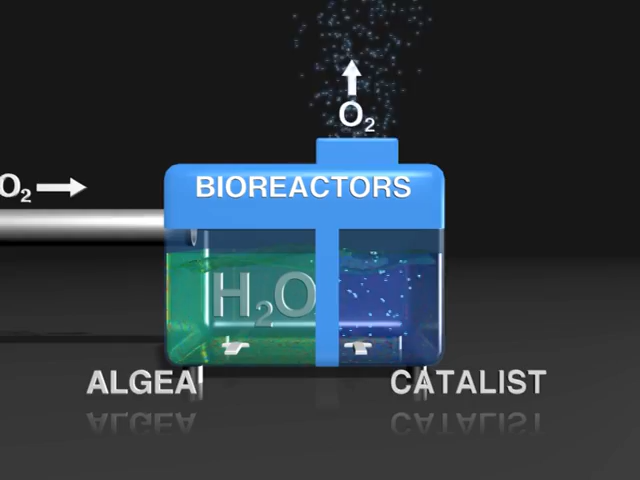 O₂
O₂
BIOREACTORS
H₂O
ALGEA
CATALIST